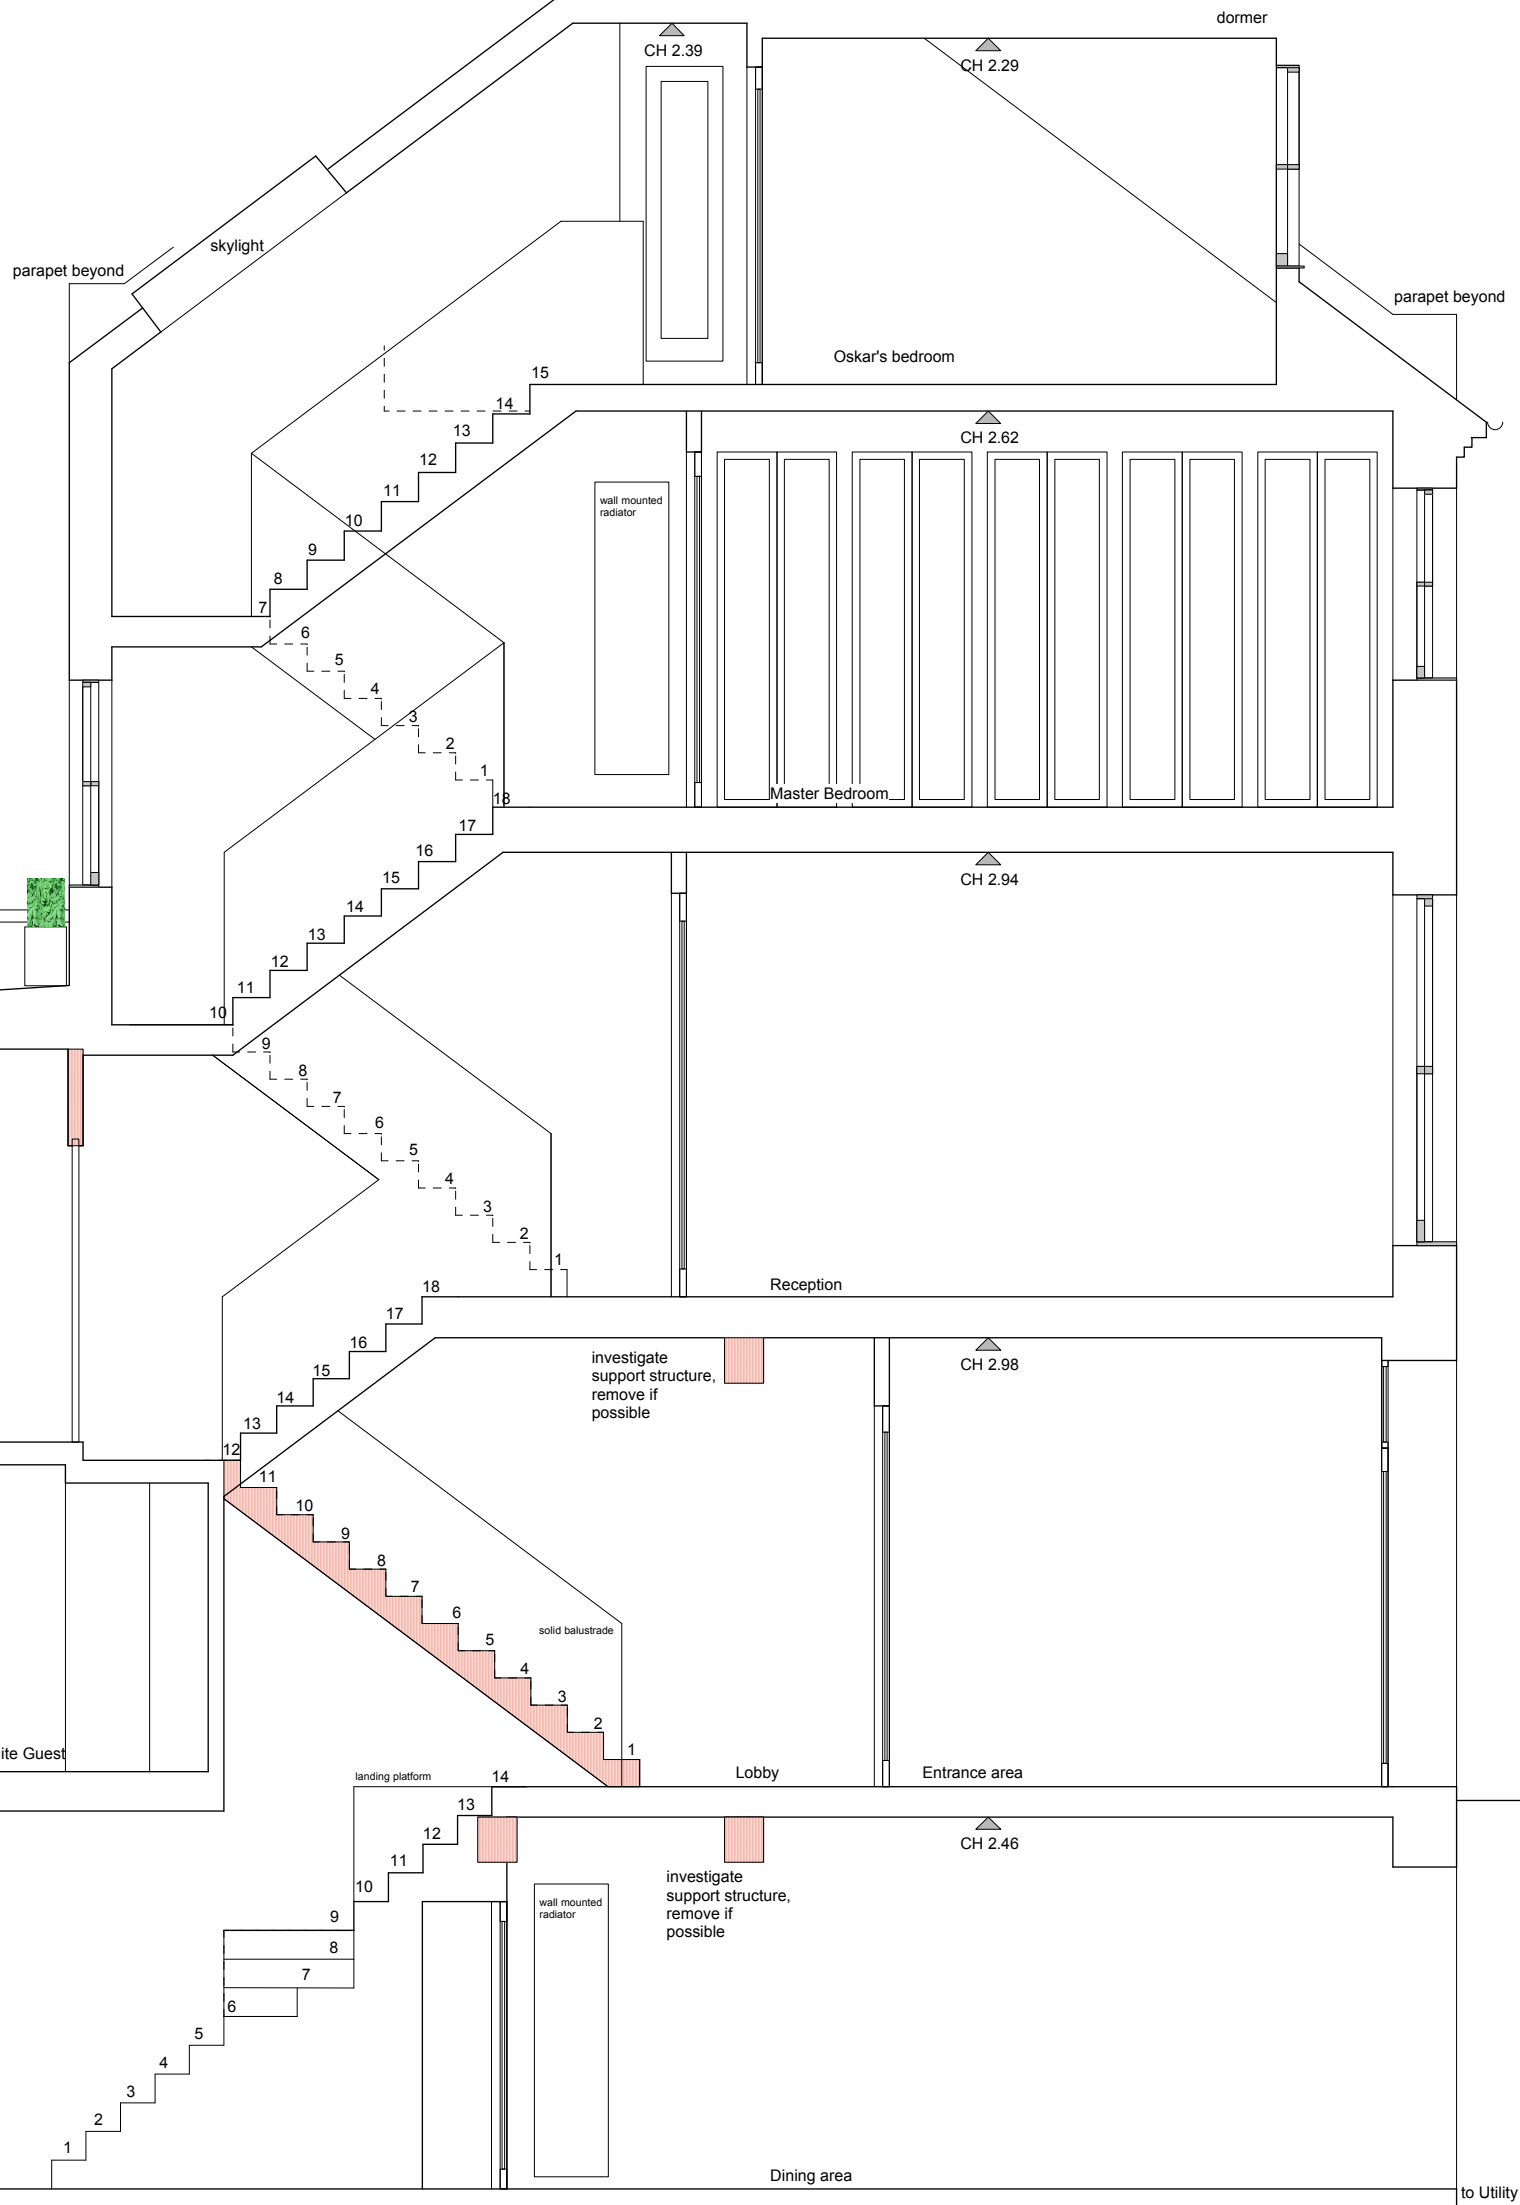 dormer
CH 2.39
CH 2.29
skylight
parapet beyond
parapet beyond
Oskar's bedroom
15
14
13
12
11
10
9
8
7
CH 2.62
wall mounted
radiator
6
5
4
3
2
1
Master Bedroom
18
17
16
15
14
13
12
11
10
CH 2.94
9
8
7
6
5
4
3
2
1
Reception
18
17
16
15
14
13
12
investigate
support structure,
remove if
possible
CH 2.98
11
10
9
8
7
6
5
4
3
2
1
solid balustrade
ite Guest
Lobby
Entrance area
landing platform
14
13
12
11
10
9
8
7
6
5
4
3
2
1
CH 2.46
investigate
support structure,
remove if
possible
wall mounted
radiator
Dining area
to Utility